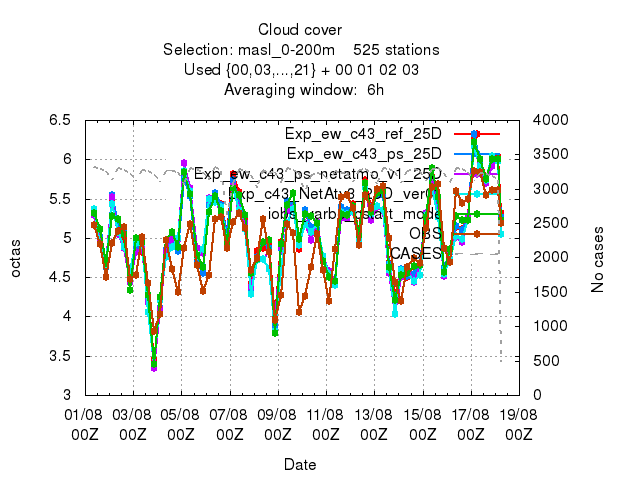 Cloud cover
Selection: masl_0-200m 525 stations
Used {00,03,...,21} + 00 01 02 03
Averaging window: 6h
6.5 4000
Exp_ew_c43_ref_25D
Exp_ew_c43_ps_25D
6 3500
Exp_ew_c43_ps_netatmo_v1_25D
5.5 3000
iobs_carbo_cs.att_mode
OBS
CASES
2500
5 2000
4.5 1500
4 1000
3.5 500
3 0
octas
No cases
01/08 03/08 05/08 07/08 09/08 11/08 13/08 15/08 17/08 19/08
00Z 00Z 00Z 00Z 00Z 00Z 00Z 00Z 00Z 00Z
Date